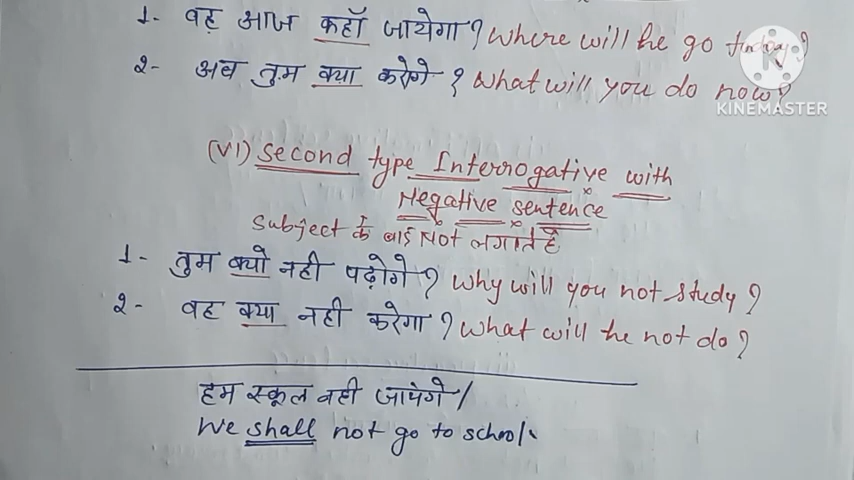 1- वह आज कहाँ जायेगा? Where will he go today?
2- अब तुम क्या करोगे? What will you do now?
KINEMASTER
(VI) Second type Interrogative with
Negative sentence
Subject I के बाद Not लगाते है
1- तुम क्यो नही पढ़ोगे? Why will you not study?
2- वह क्या नही करेगा? What will he not do?
हम स्कूल नही जायेगे/
We shall not go to school.